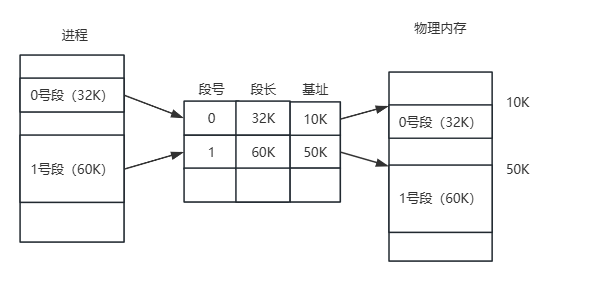 进程
物理内存
段号 段长 基址
0号段（32K）
0 32K 10K
10K
0号段（32K）
1号段（60K）
1 60K 50K
50K
1号段（60K）